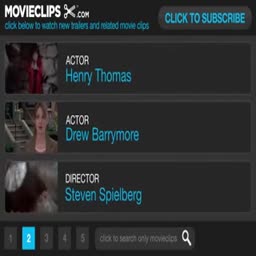 MOVIECLIPS .COM
click below to watch new trailers and related movie clips
CLICK TO SUBSCRIBE
ACTOR
Henry Thomas
ACTOR
Drew Barrymore
DIRECTOR
Steven Spielberg
1 2 3 4 5
click to search only movieclips